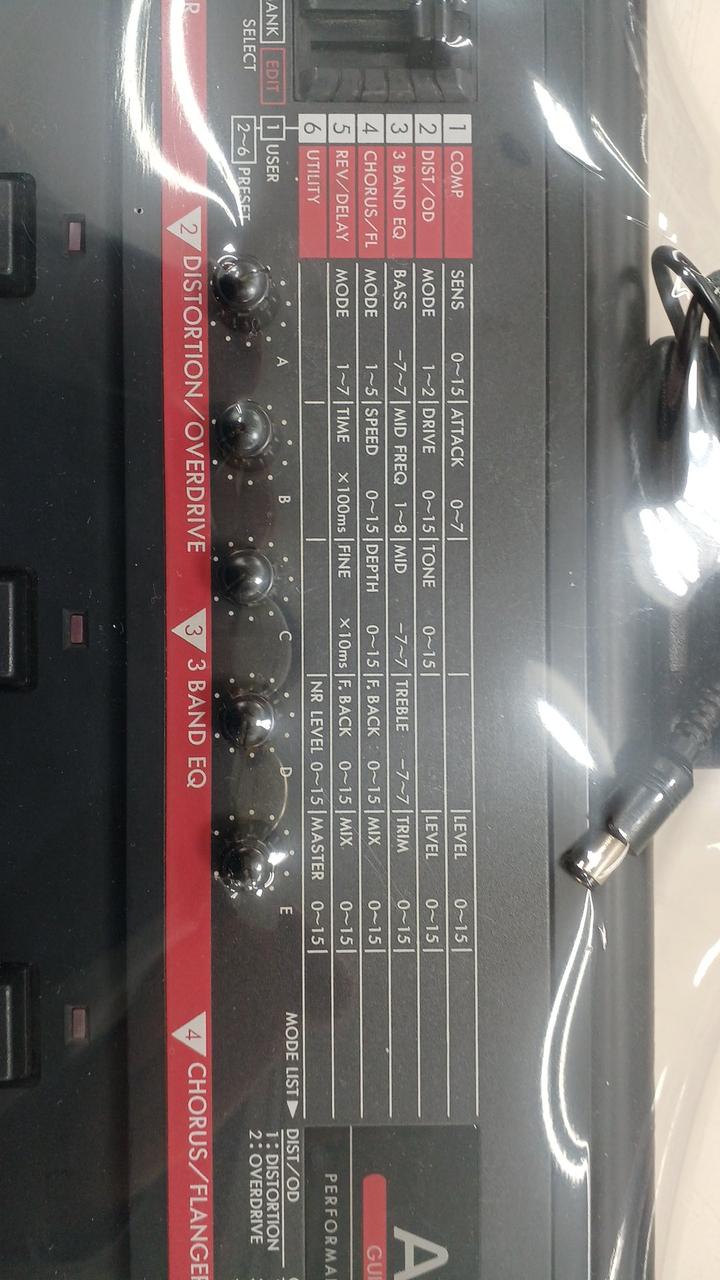 ANK
SELECT
EDIT
1 USER
2~6 PRESET
1 COMP SENS 0~15 ATTACK 0~7 LEVEL 0~15
2 DIST/OD MODE 1~2 DRIVE 0~15 TONE 0~15 LEVEL 0~15
3 3 BAND EQ BASS -7~7 MID FREQ 1~8 MID -7~7 TREBLE -7~7 TRIM 0~15
4 CHORUS/FL MODE 1~5 SPEED 0~15 DEPTH 0~15 F. BACK 0~15 MIX 0~15
5 REV/DELAY MODE 1~7 TIME ×100ms FINE ×10ms F. BACK 0~15 MIX 0~15
6 UTILITY NR LEVEL 0~15 MASTER 0~15
A B C D E
MODE LIST▶
DIST/OD
1: DISTORTION
2: OVERDRIVE
A
GUI
PERFORMA
R
2 DISTORTION/OVERDRIVE
3 3 BAND EQ
4 CHORUS/FLANGER